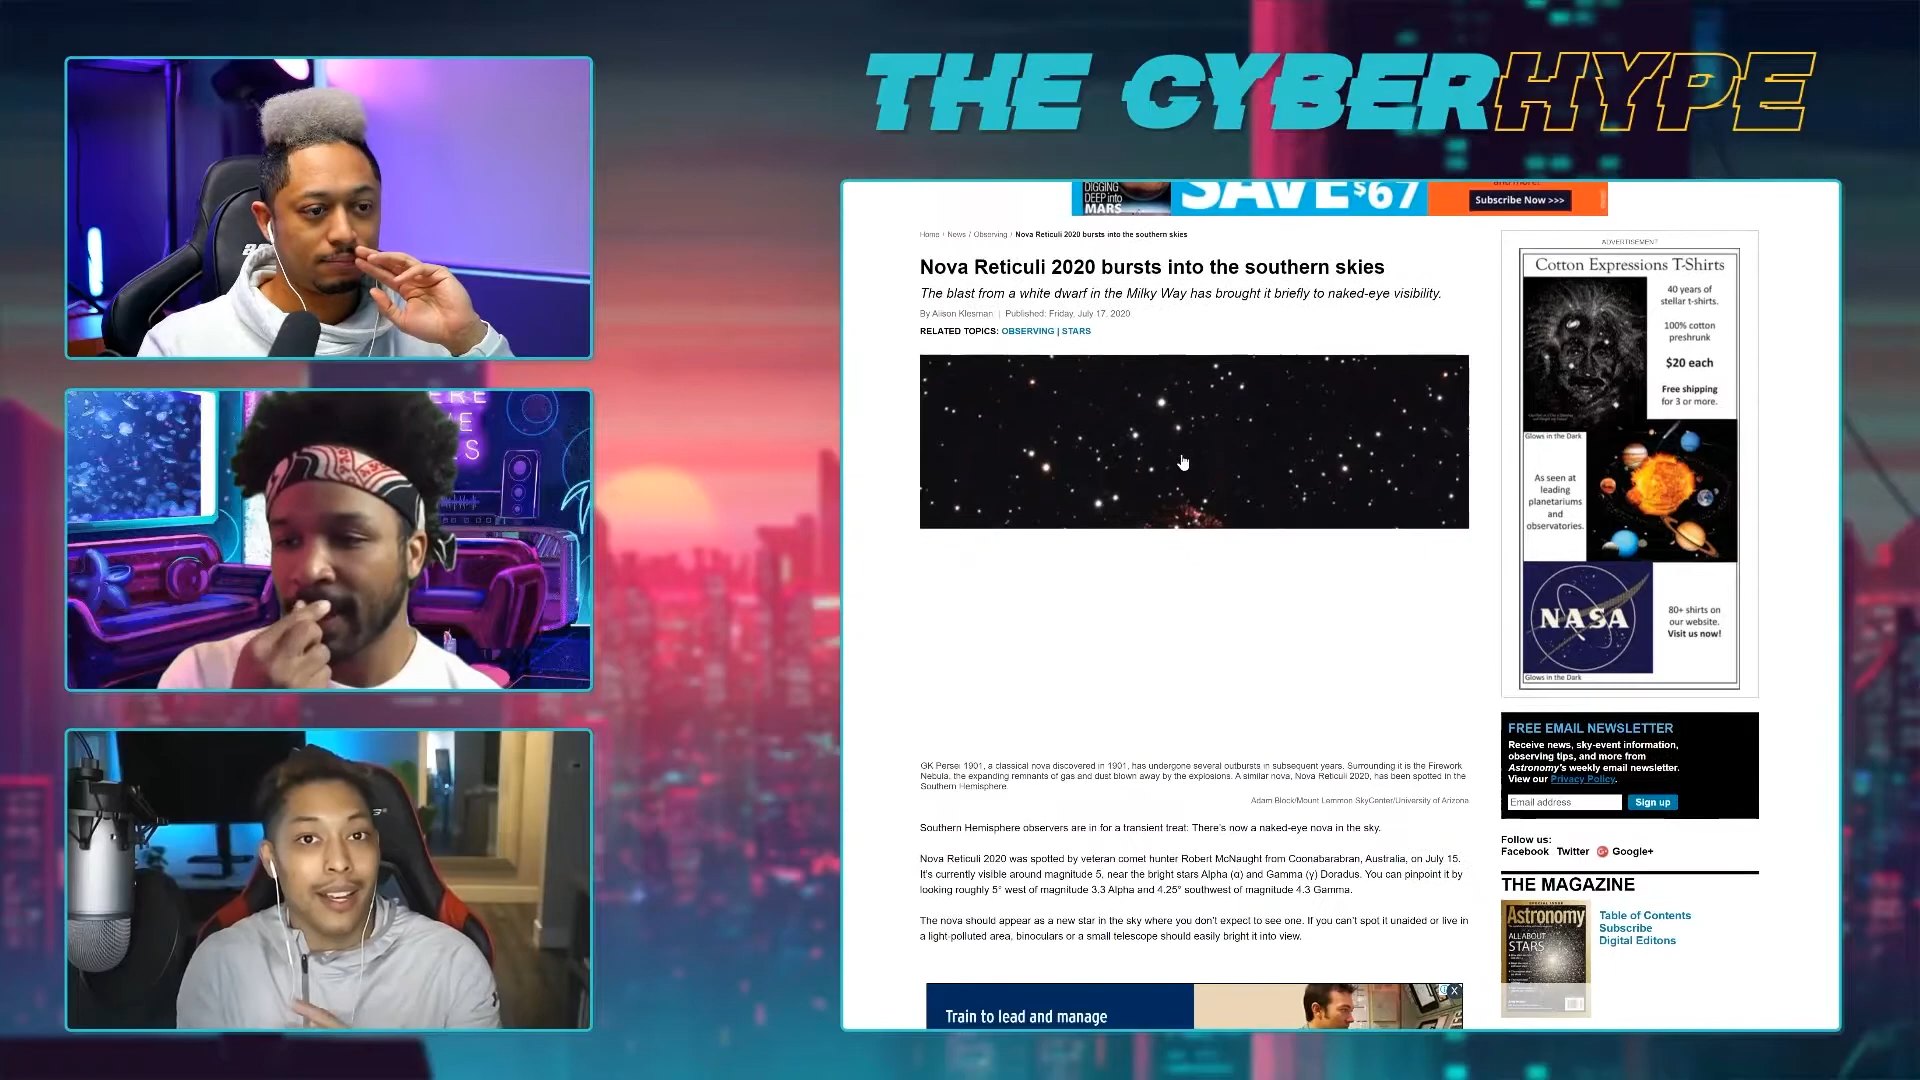 THE CYBERHYPE
DIGGING
DEEP into
MARS
SAVE $67
and more!
Subscribe Now >>>
Home / News / Observing / Nova Reticuli 2020 bursts into the southern skies
Nova Reticuli 2020 bursts into the southern skies
The blast from a white dwarf in the Milky Way has brought it briefly to naked-eye visibility.
By Alison Klesman | Published: Friday, July 17, 2020
RELATED TOPICS: OBSERVING | STARS
GK Persei 1901, a classical nova discovered in 1901, has undergone several outbursts in subsequent years. Surrounding it is the Firework
Nebula, the expanding remnants of gas and dust blown away by the explosions. A similar nova, Nova Reticuli 2020, has been spotted in the
Southern Hemisphere.
Adam Block/Mount Lemmon SkyCenter/University of Arizona
Southern Hemisphere observers are in for a transient treat: There's now a naked-eye nova in the sky.
Nova Reticuli 2020 was spotted by veteran comet hunter Robert McNaught from Coonabarabran, Australia, on July 15.
It's currently visible around magnitude 5, near the bright stars Alpha (α) and Gamma (γ) Doradus. You can pinpoint it by
looking roughly 5° west of magnitude 3.3 Alpha and 4.25° southwest of magnitude 4.3 Gamma.
The nova should appear as a new star in the sky where you don't expect to see one. If you can't spot it unaided or live in
a light-polluted area, binoculars or a small telescope should easily bright it into view.
Train to lead and manage
ADVERTISEMENT
Cotton Expressions T-Shirts
40 years of
stellar t-shirts.
100% cotton
preshrunk
$20 each
Free shipping
for 3 or more.
Glows in the Dark
As seen at
leading
planetariums
and
observatories.
NASA
80+ shirts on
our website.
Visit us now!
Glows in the Dark
FREE EMAIL NEWSLETTER
Receive news, sky-event information,
observing tips, and more from
Astronomy's weekly email newsletter.
View our Privacy Policy.
Email address
Sign up
Follow us:
Facebook Twitter Google+
THE MAGAZINE
SPECIAL ISSUE
Astronomy
ALL ABOUT
STARS
Table of Contents
Subscribe
Digital Editons